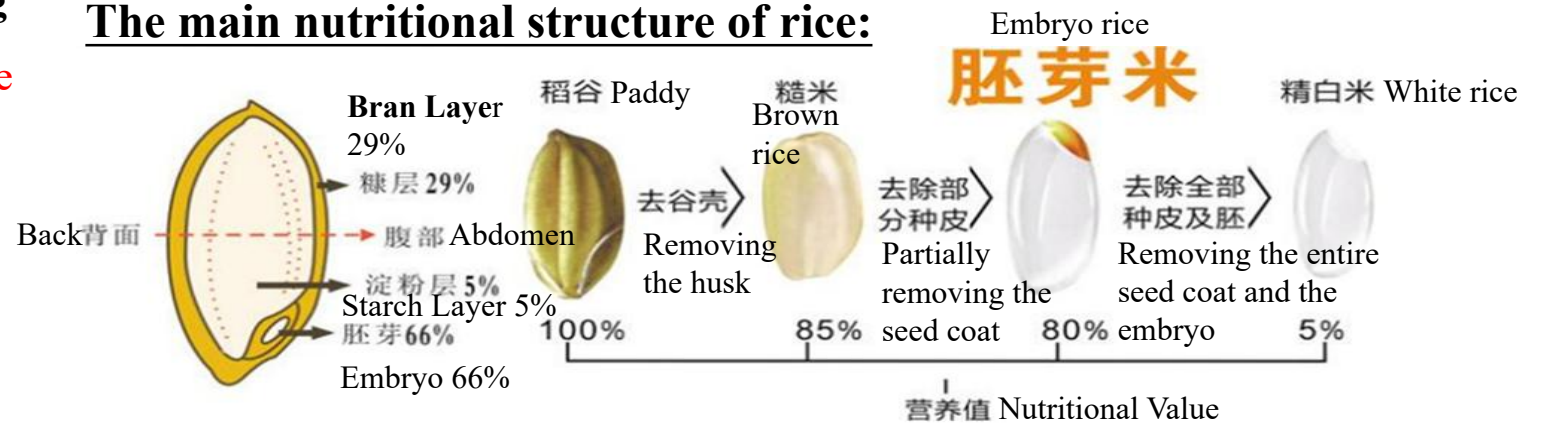 The main nutritional structure of rice:
Embryo rice
胚芽米
稻谷 Paddy
糙米
Brown
rice
精白米 White rice
Bran Layer
29%
糠层 29%
Back背面
腹部 Abdomen
淀粉层 5%
Starch Layer 5%
胚芽66%
Embryo 66%
去谷壳
Removing
the husk
去除部
分种皮
Partially
removing the
seed coat
去除全部
种皮及胚
Removing the entire
seed coat and the
embryo
100%
85%
80%
5%
营养值 Nutritional Value